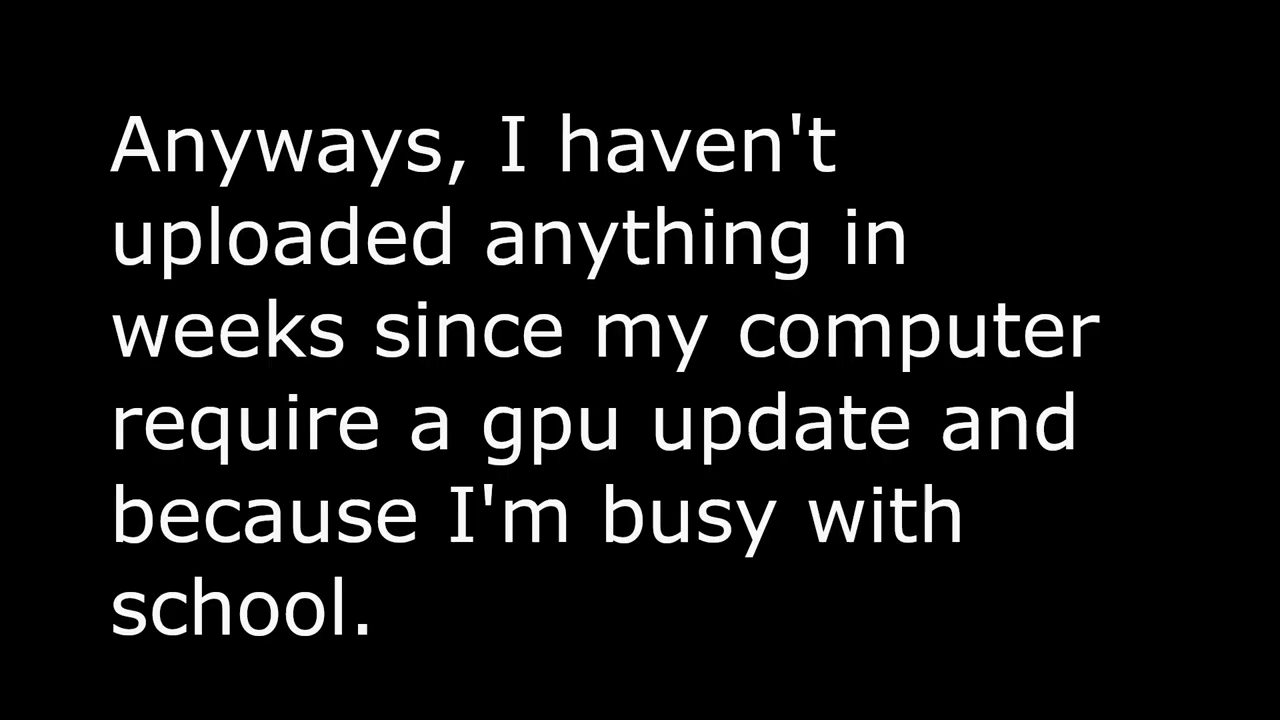 Anyways, I haven't
uploaded anything in
weeks since my computer
require a gpu update and
because I'm busy with
school.